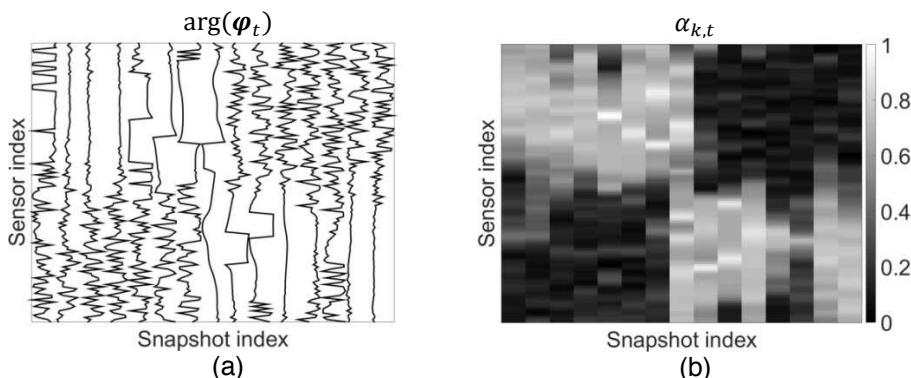 arg(𝝋ₜ)
Sensor index
Snapshot index
(a)
α_{k,t}
1
0.8
0.6
0.4
0.2
0
Sensor index
Snapshot index
(b)